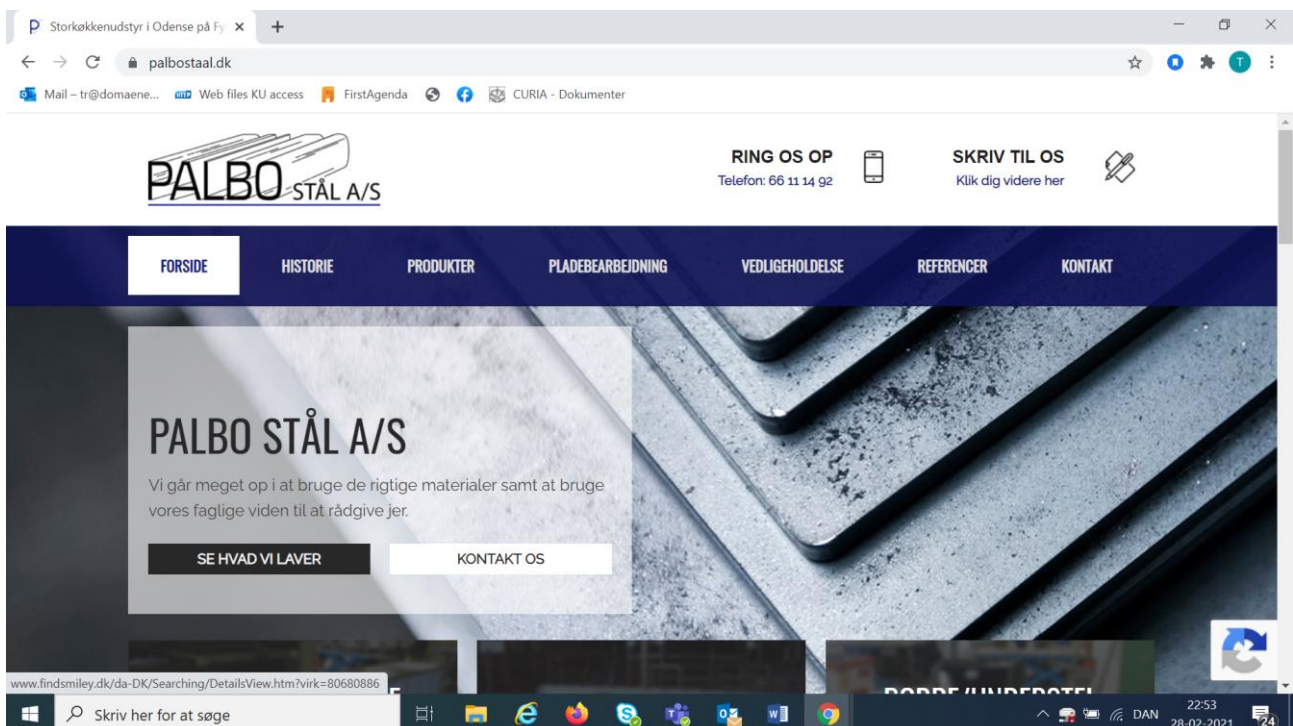 Storkøkkenudstyr i Odense på Fy
palbostaal.dk
Mail – tr@domaene... Web files KU access FirstAgenda CURIA - Dokumenter
PALBO STÅL A/S
RING OS OP
Telefon: 66 11 14 92
SKRIV TIL OS
Klik dig videre her
FORSIDE HISTORIE PRODUKTER PLADEBEARBEJDNING VEDLIGEHOLDELSE REFERENCER KONTAKT
PALBO STÅL A/S
Vi går meget op i at bruge de rigtige materialer samt at bruge
vores faglige viden til at rådgive jer.
SE HVAD VI LAVER KONTAKT OS
www.findsmiley.dk/da-DK/Searching/DetailsView.htm?virk=80680886
Skriv her for at søge
DAN
22:53
28-02-2021
24